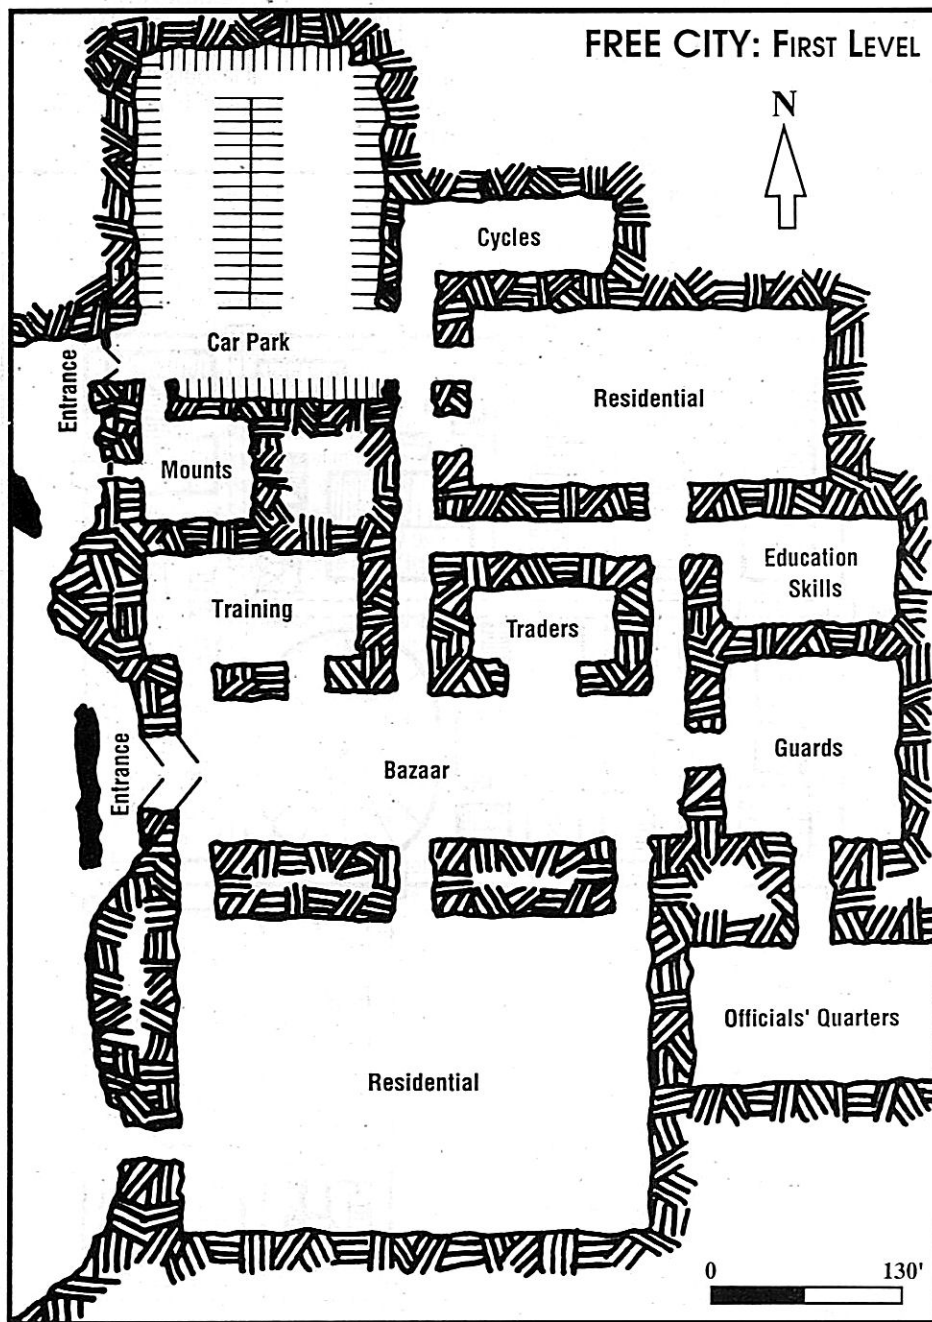 FREE CITY: FIRST LEVEL
N
Cycles
Car Park
Entrance
Residential
Mounts
Education
Skills
Training
Traders
Entrance
Guards
Bazaar
Officials' Quarters
Residential
0 130'